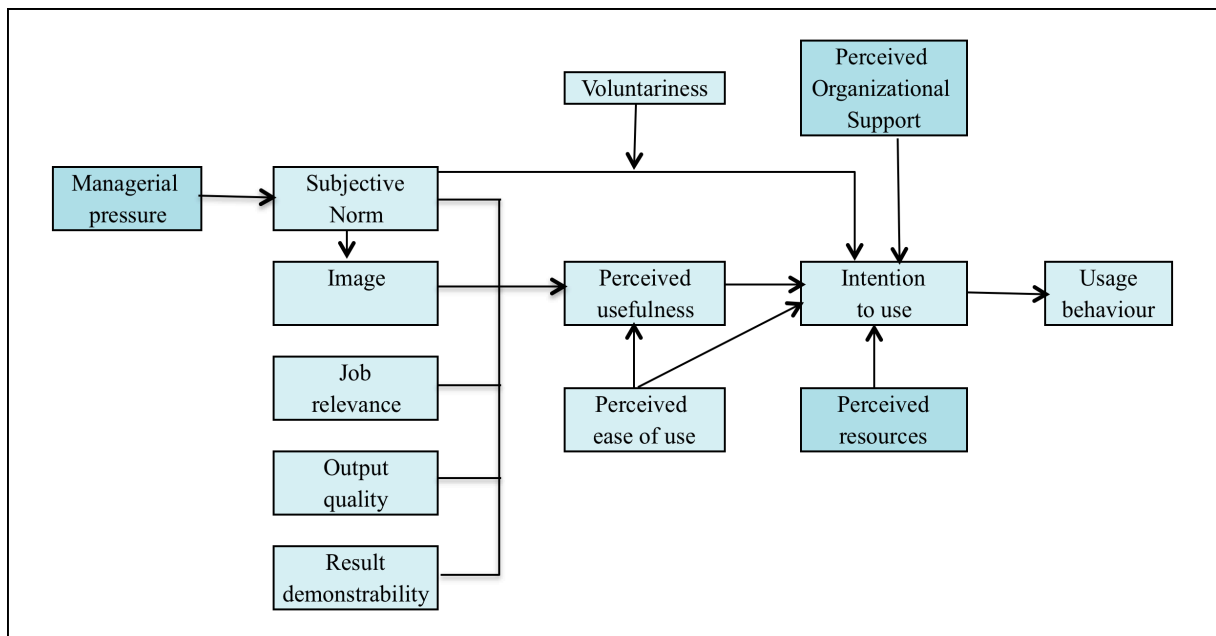 Perceived
Organizational
Support
Voluntariness
Managerial
pressure
Subjective
Norm
Image
Perceived
usefulness
Intention
to use
Usage
behaviour
Job
relevance
Perceived
ease of use
Perceived
resources
Output
quality
Result
demonstrability